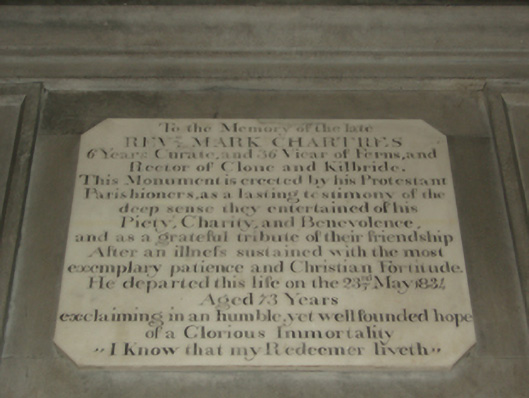 To the Memory of the late
REVD. MARK CHARTRES
6 Years Curate, and 36 Vicar of Ferns, and
Rector of Clone and Kilbride.
This Monument is erected by his Protestant
Parishioners, as a lasting testimony of the
deep sense they entertained of his
Piety, Charity, and Benevolence,
and as a grateful tribute of their friendship
After an illnefs sustained with the most
exemplary patience and Christian Fortitude.
He departed this life on the 23rd May 1834
Aged 73 Years
exclaiming in an humble, yet well founded hope
of a Glorious Immortality
"I Know that my Redeemer liveth"